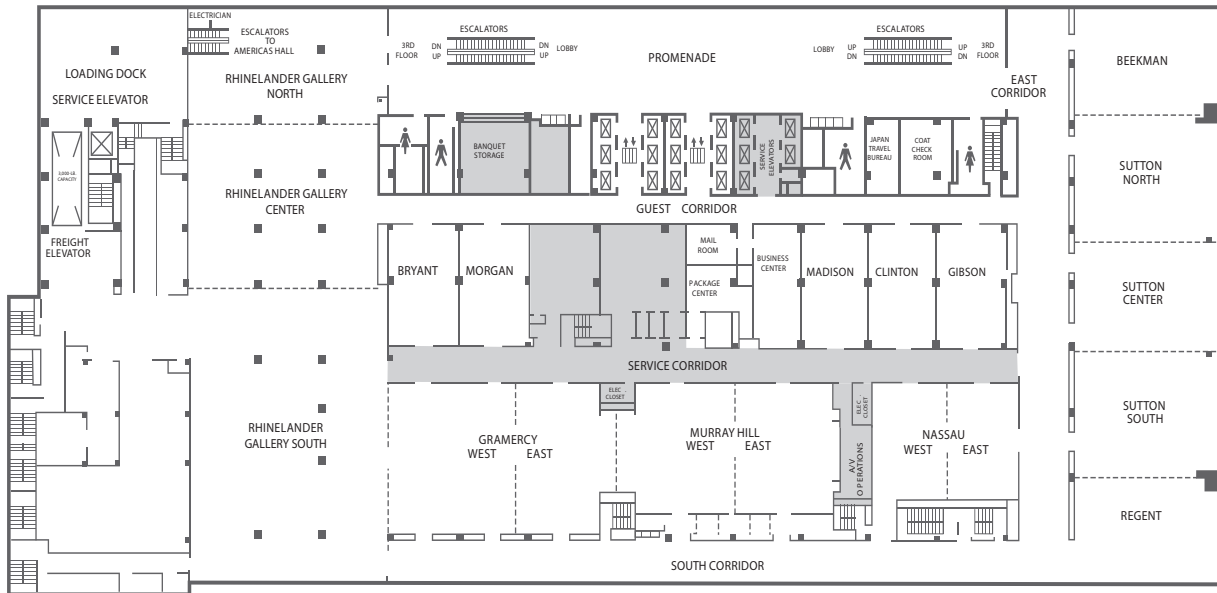 ELECTRICIAN
ESCALATORS
TO
AMERICAS HALL
LOADING DOCK
SERVICE ELEVATOR
3,000-LB.
CAPACITY
FREIGHT
ELEVATOR
RHINELANDER GALLERY
NORTH
RHINELANDER GALLERY
CENTER
RHINELANDER
GALLERY SOUTH
3RD
FLOOR
DN
UP
ESCALATORS
DN
UP
LOBBY
PROMENADE
LOBBY
UP
DN
ESCALATORS
UP
DN
3RD
FLOOR
EAST
CORRIDOR
BANQUET
STORAGE
SERVICE
ELEVATORS
JAPAN
TRAVEL
BUREAU
COAT
CHECK
ROOM
GUEST CORRIDOR
BRYANT
MORGAN
MAIL
ROOM
PACKAGE
CENTER
BUSINESS
CENTER
MADISON
CLINTON
GIBSON
SERVICE CORRIDOR
ELEC.
CLOSET
ELEC.
CLOSET
GRAMERCY
WEST EAST
MURRAY HILL
WEST EAST
A/V
OPERATIONS
NASSAU
WEST EAST
SOUTH CORRIDOR
BEEKMAN
SUTTON
NORTH
SUTTON
CENTER
SUTTON
SOUTH
REGENT